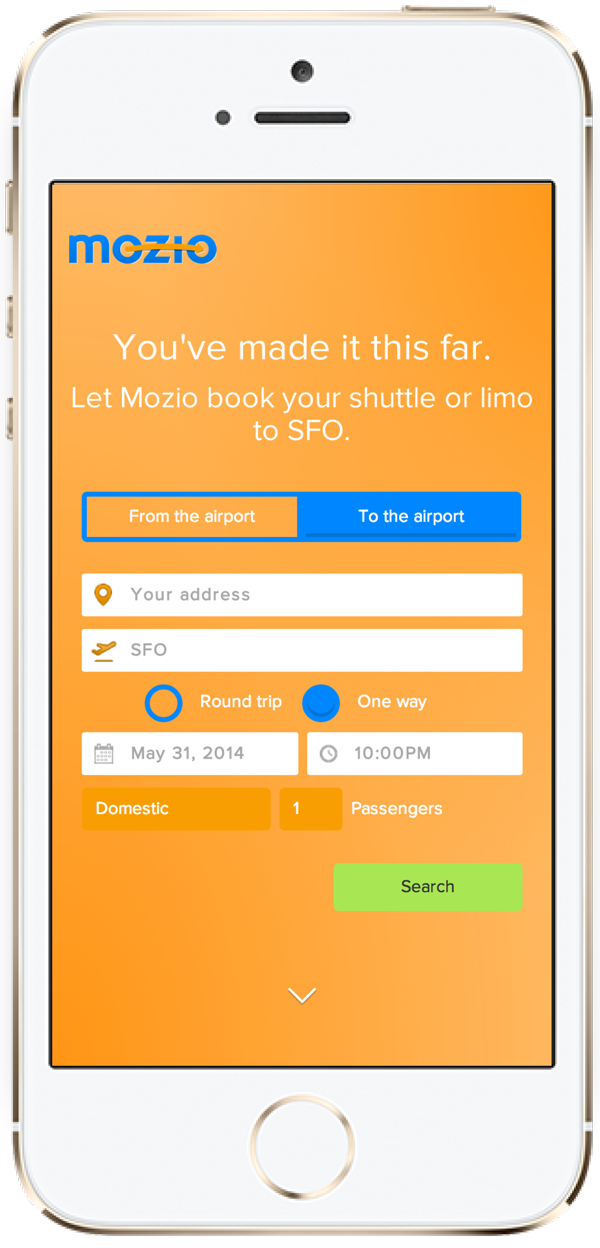 mozio
You've made it this far.
Let Mozio book your shuttle or limo
to SFO.
From the airport To the airport
Your address
SFO
Round trip One way
May 31, 2014 10:00PM
Domestic 1 Passengers
Search